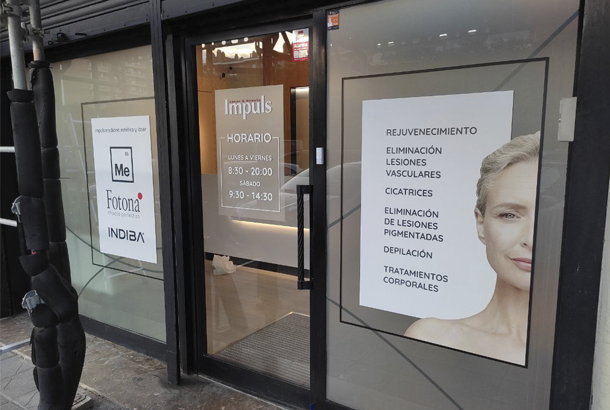 Me
Fotona
INDIBA
Impuls
HORARIO
LUNES A VIERNES
8:30 - 20:00
SÁBADO
9:30 - 14:30
REJUVENECIMIENTO
ELIMINACIÓN
LESIONES
VASCULARES
CICATRICES
ELIMINACIÓN
DE LESIONES
PIGMENTADAS
DEPILACIÓN
TRATAMIENTOS
CORPORALES